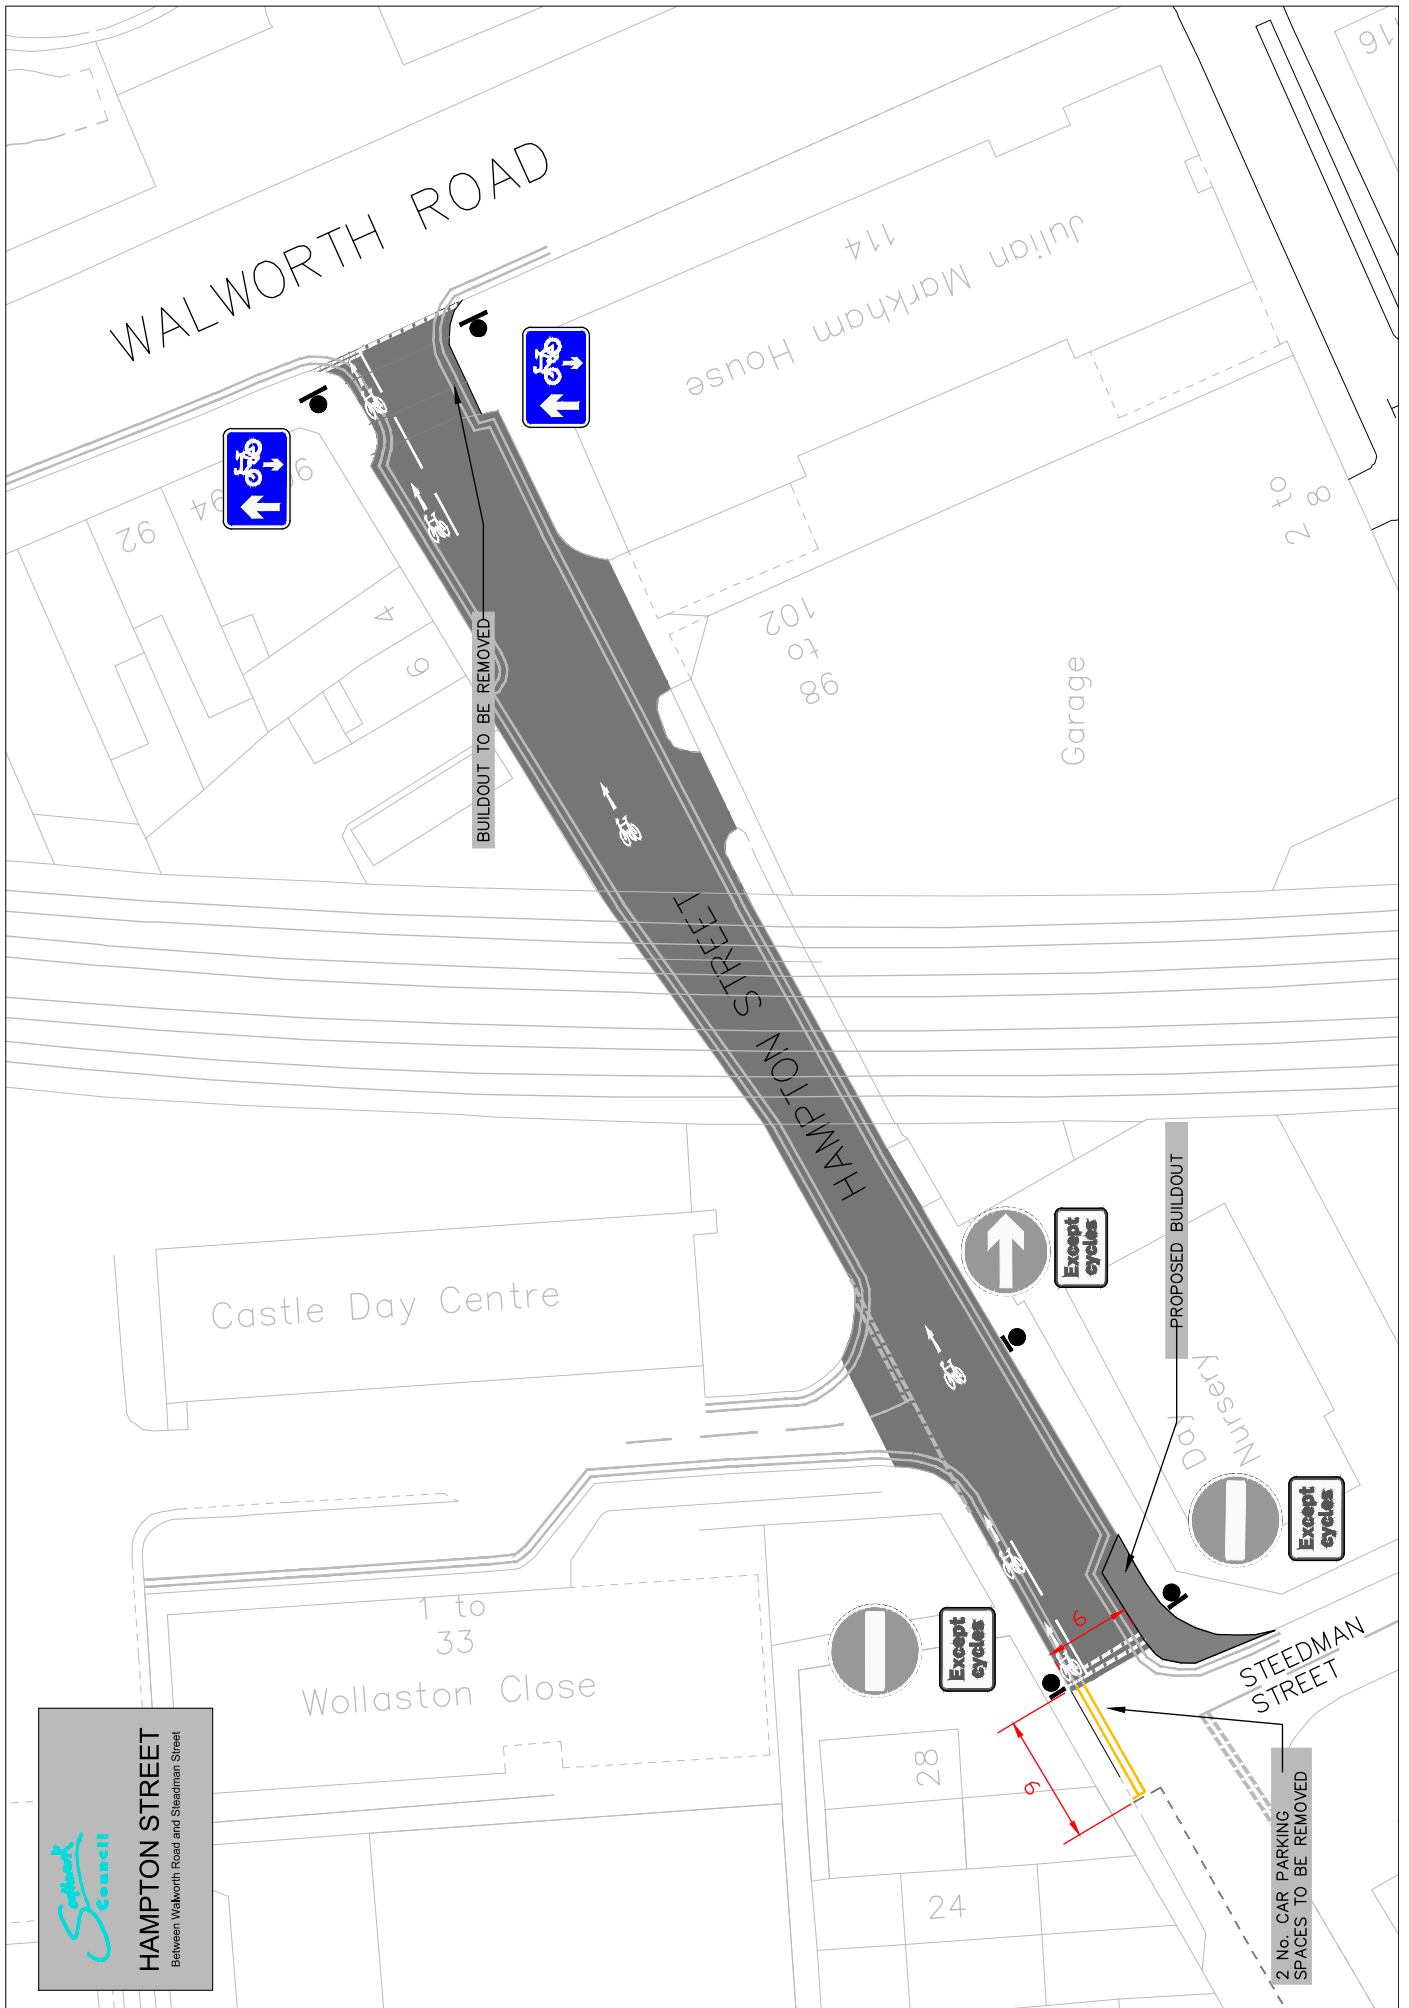 WALWORTH ROAD
16
114
Julian Markham House
92
94
4
6
BUILDOUT TO BE REMOVED
98 to
102
2 to
8
Garage
HAMPTON STREET
Castle Day Centre
Except
cycles
PROPOSED BUILDOUT
Day
Nursery
Except
cycles
1 to
33
Wollaston Close
Except
cycles
6
STEEDMAN
STREET
28
6
24
2 No. CAR PARKING
SPACES TO BE REMOVED
Southwark
Council
HAMPTON STREET
Between Walworth Road and Steadman Street